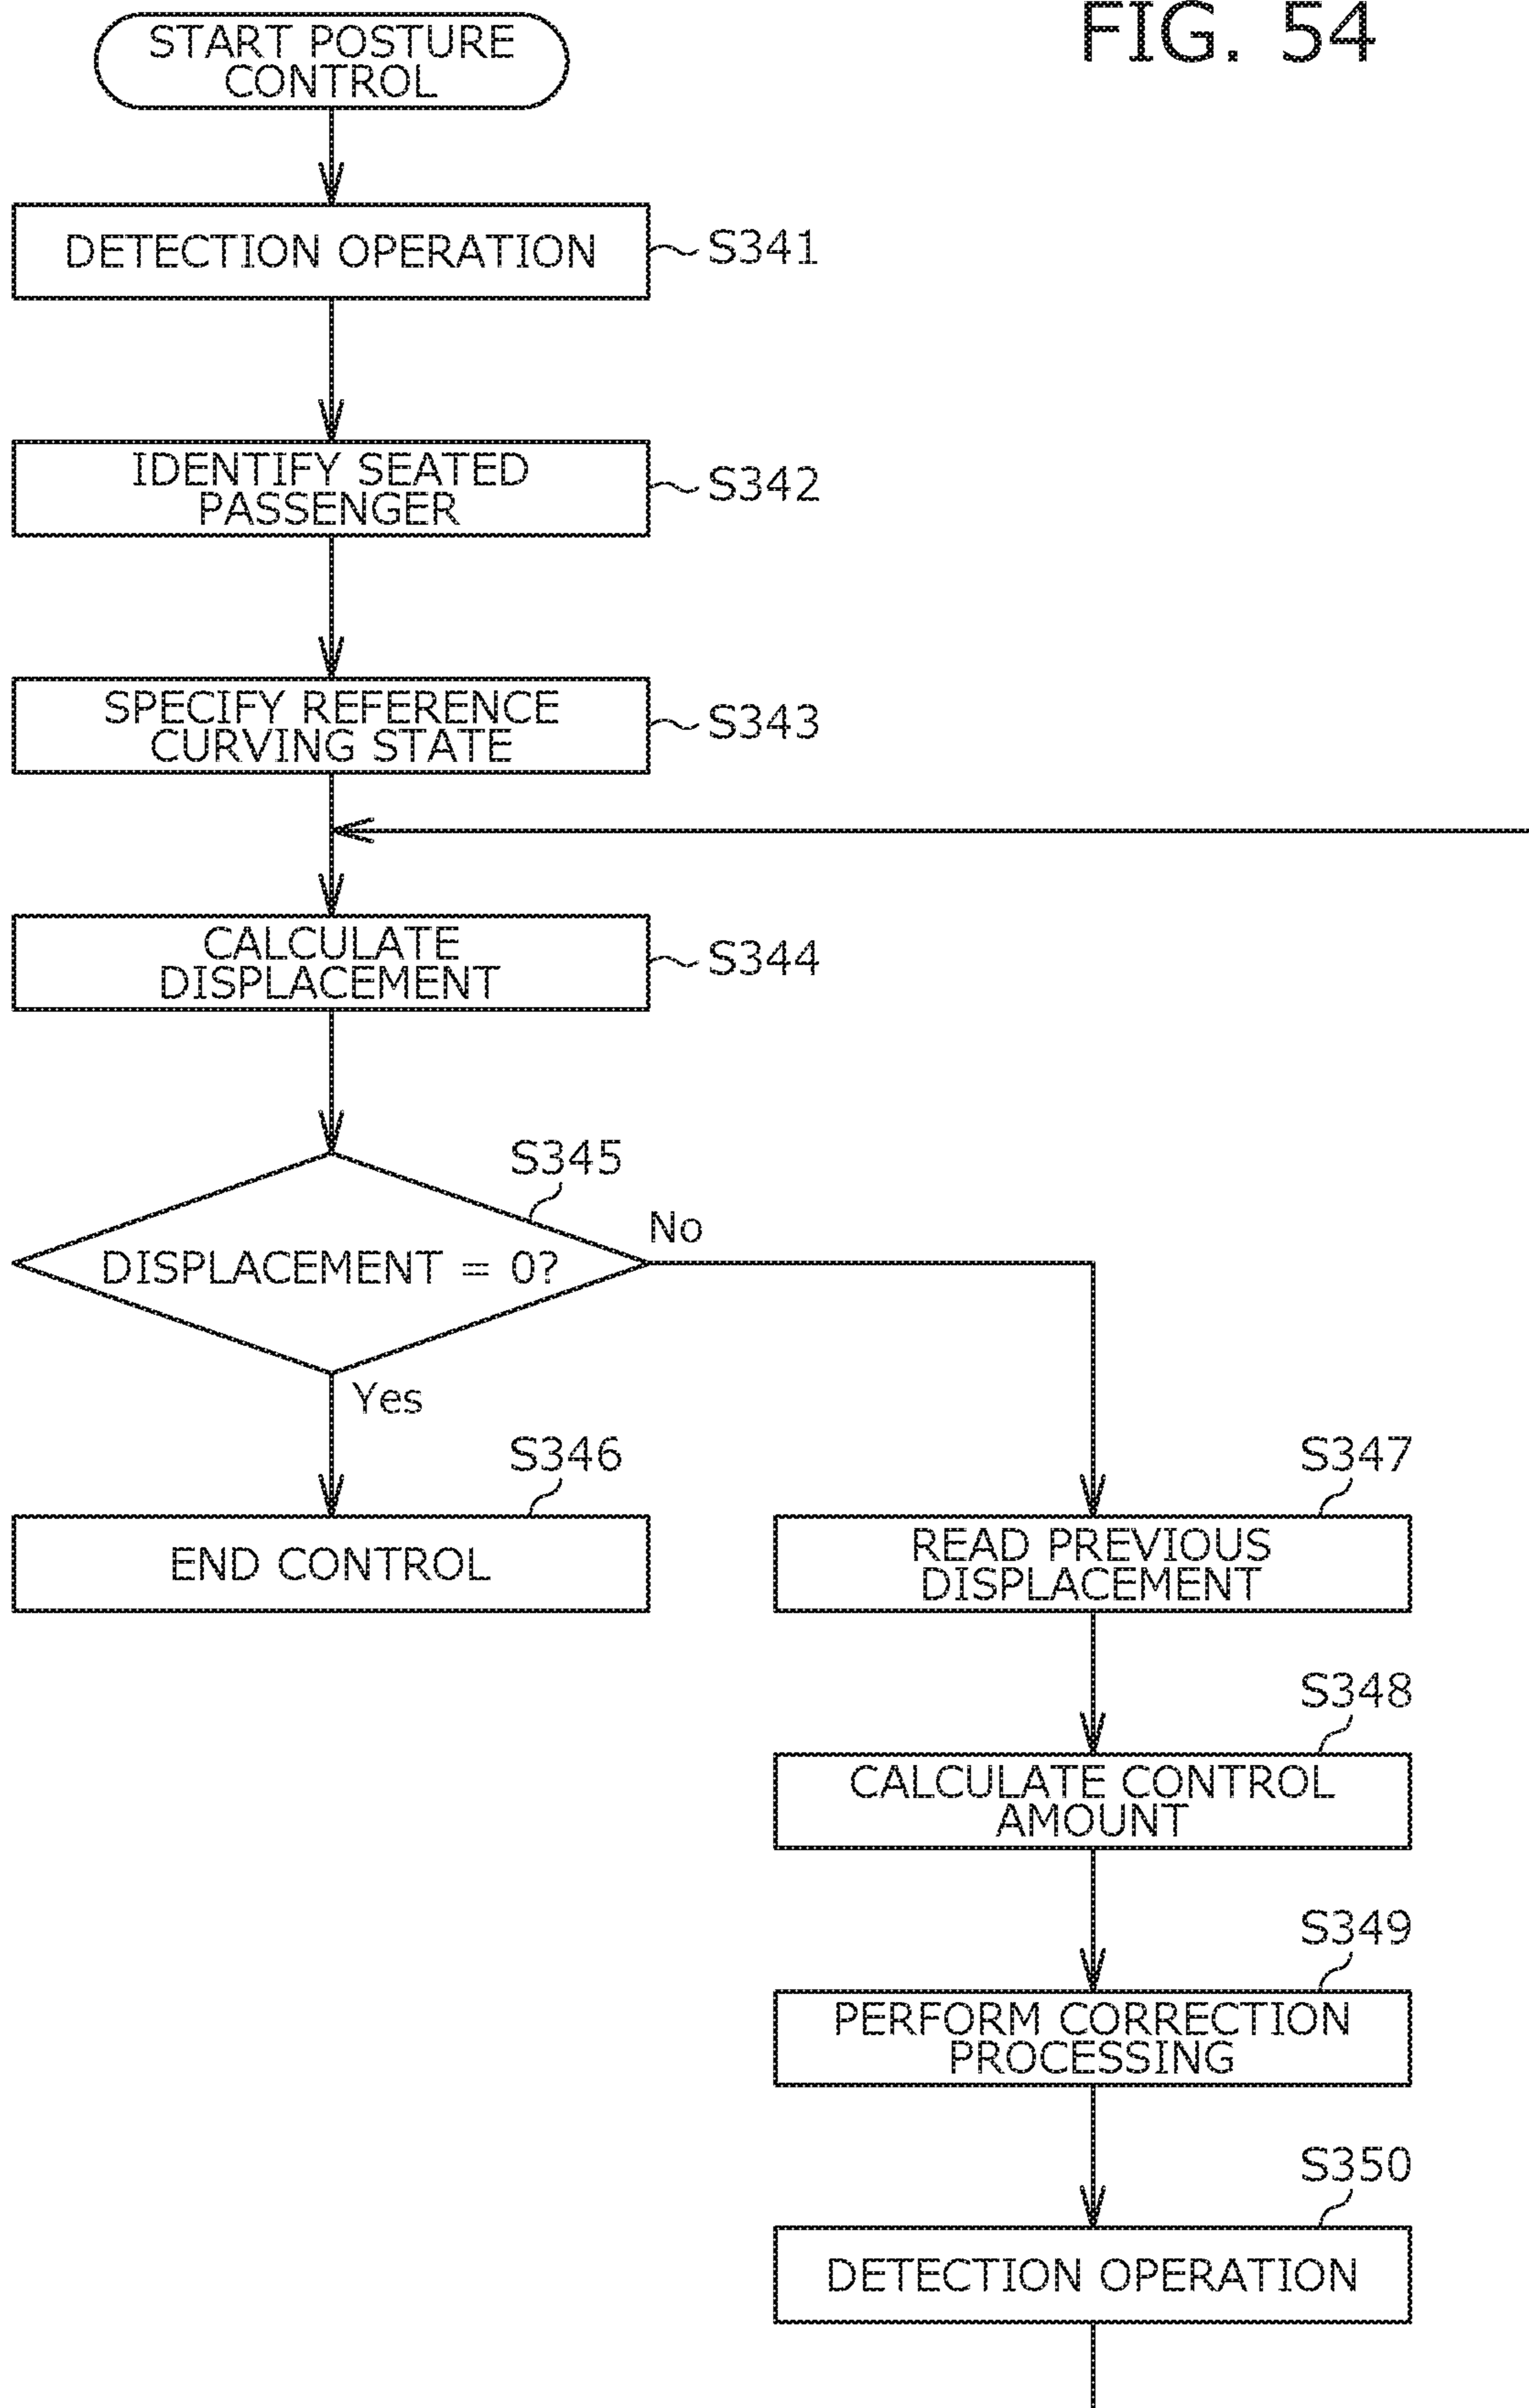 FIG. 54
START POSTURE
CONTROL
DETECTION OPERATION
S341
IDENTIFY SEATED
PASSENGER
S342
SPECIFY REFERENCE
CURVING STATE
S343
CALCULATE
DISPLACEMENT
S344
S345
DISPLACEMENT = 0?
No
Yes
S346
END CONTROL
S347
READ PREVIOUS
DISPLACEMENT
S348
CALCULATE CONTROL
AMOUNT
S349
PERFORM CORRECTION
PROCESSING
S350
DETECTION OPERATION